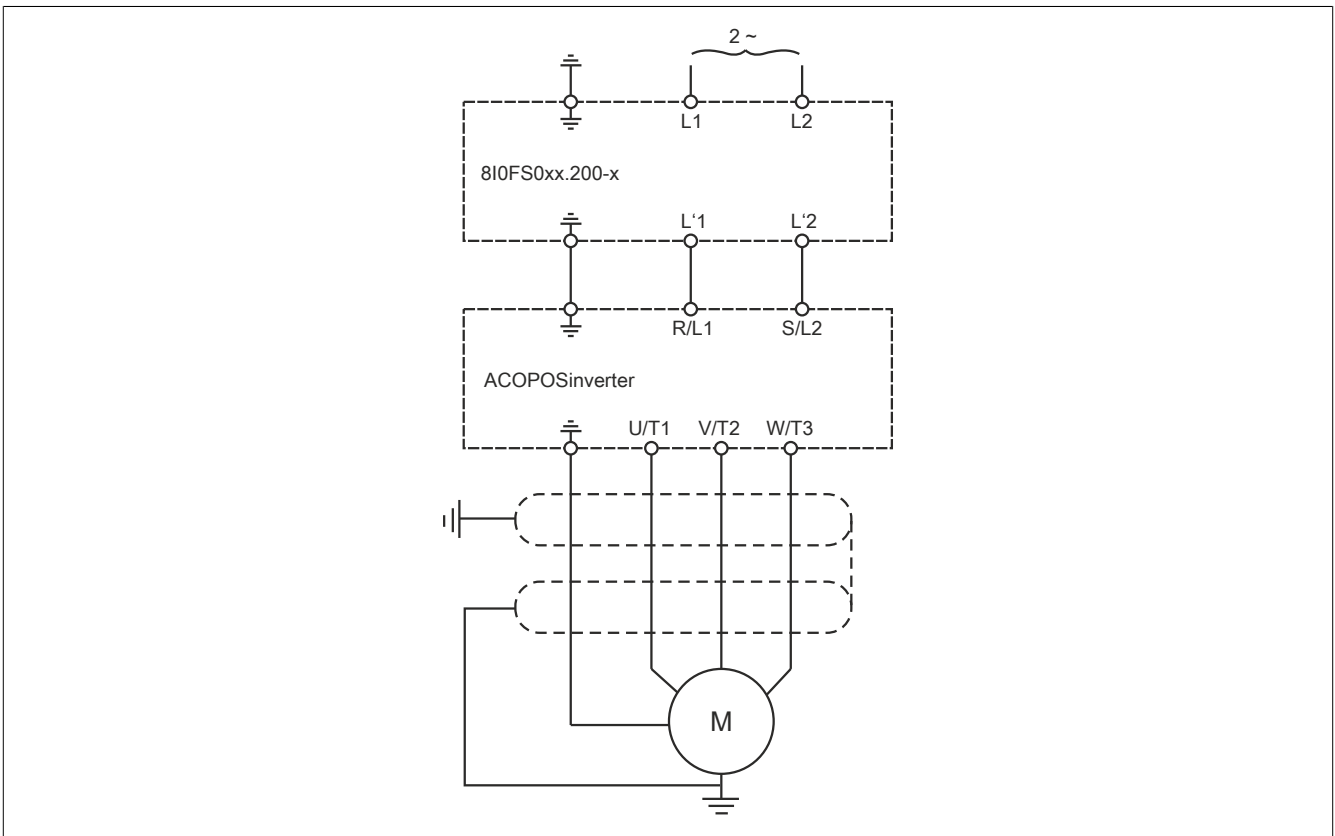 2 ~
L1 L2
8I0FS0xx.200-x
L‘1 L‘2
R/L1 S/L2
ACOPOSinverter
U/T1 V/T2 W/T3
M